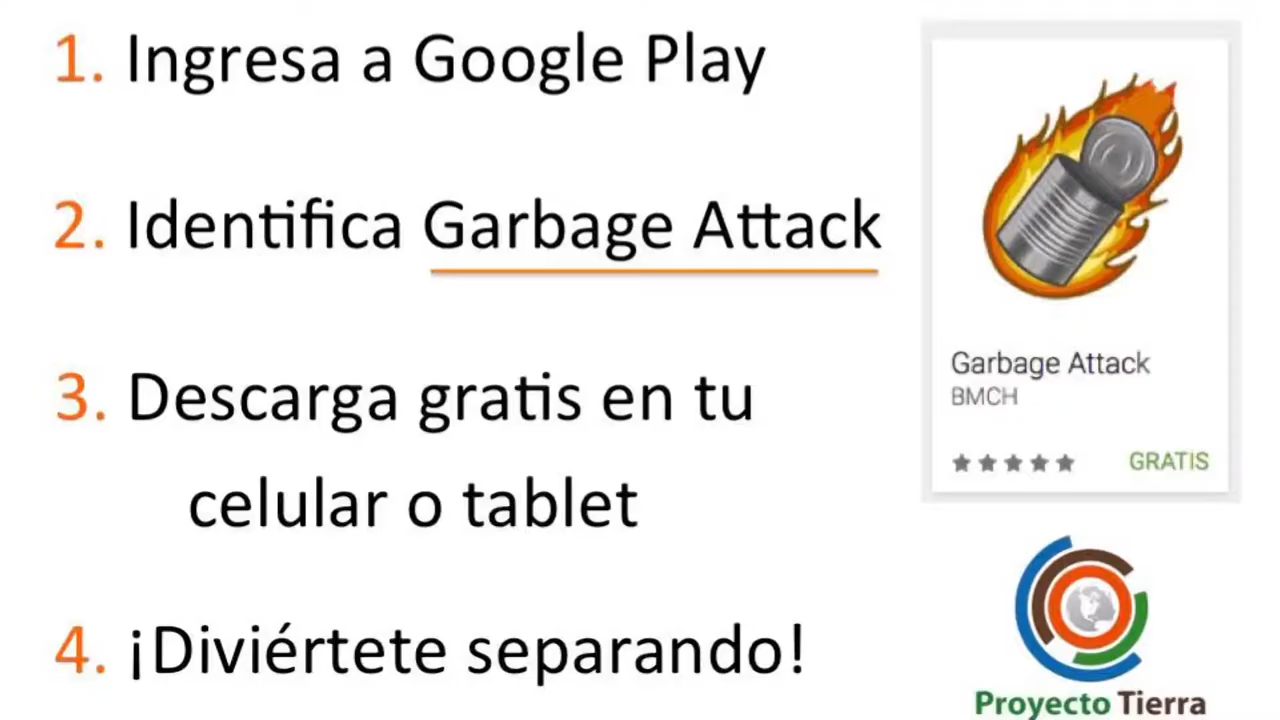 1. Ingresa a Google Play
2. Identifica Garbage Attack
3. Descarga gratis en tu
celular o tablet
4. ¡Diviértete separando!
Garbage Attack
BMCH
GRATIS
Proyecto Tierra